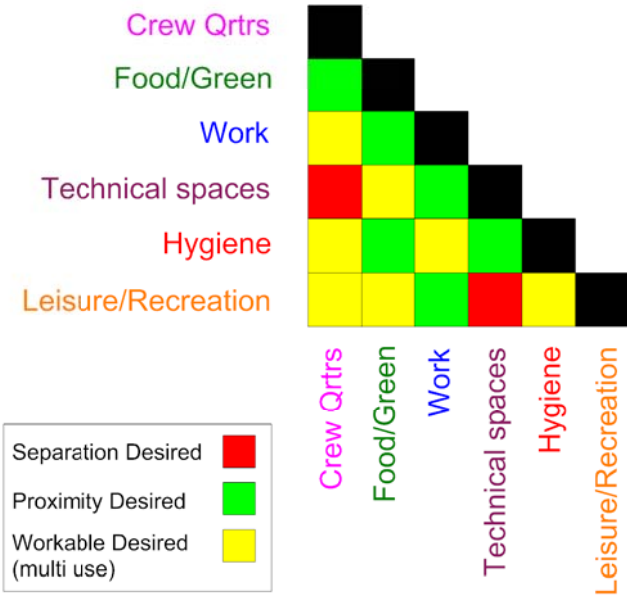 Crew Qrtrs
Food/Green
Work
Technical spaces
Hygiene
Leisure/Recreation
Crew Qrtrs
Food/Green
Work
Technical spaces
Hygiene
Leisure/Recreation
Separation Desired
Proximity Desired
Workable Desired
(multi use)